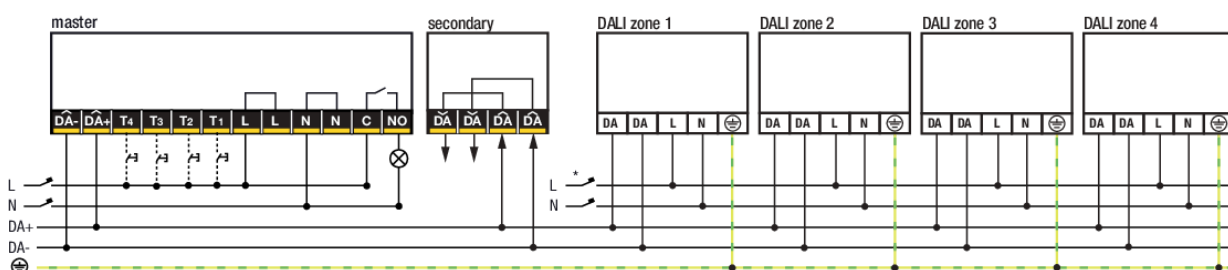 master secondary DALI zone 1 DALI zone 2 DALI zone 3 DALI zone 4
DA- DA+ T4 T3 T2 T1 L L N N C NO DA DA DA DA DA DA L N DA DA L N DA DA L N DA DA L N
L L *
N N
DA+
DA-